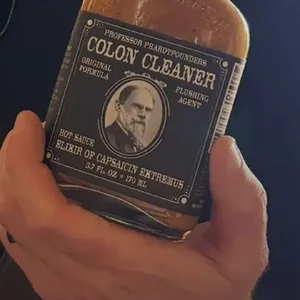 PROFESSOR PHARDTPOUNDERS
COLON CLEANER
ORIGINAL FORMULA
FLUSHING AGENT
HOT SAUCE
ELIXIR OF CAPSAICIN EXTREMUS
5.7 FL. OZ * 170 ML